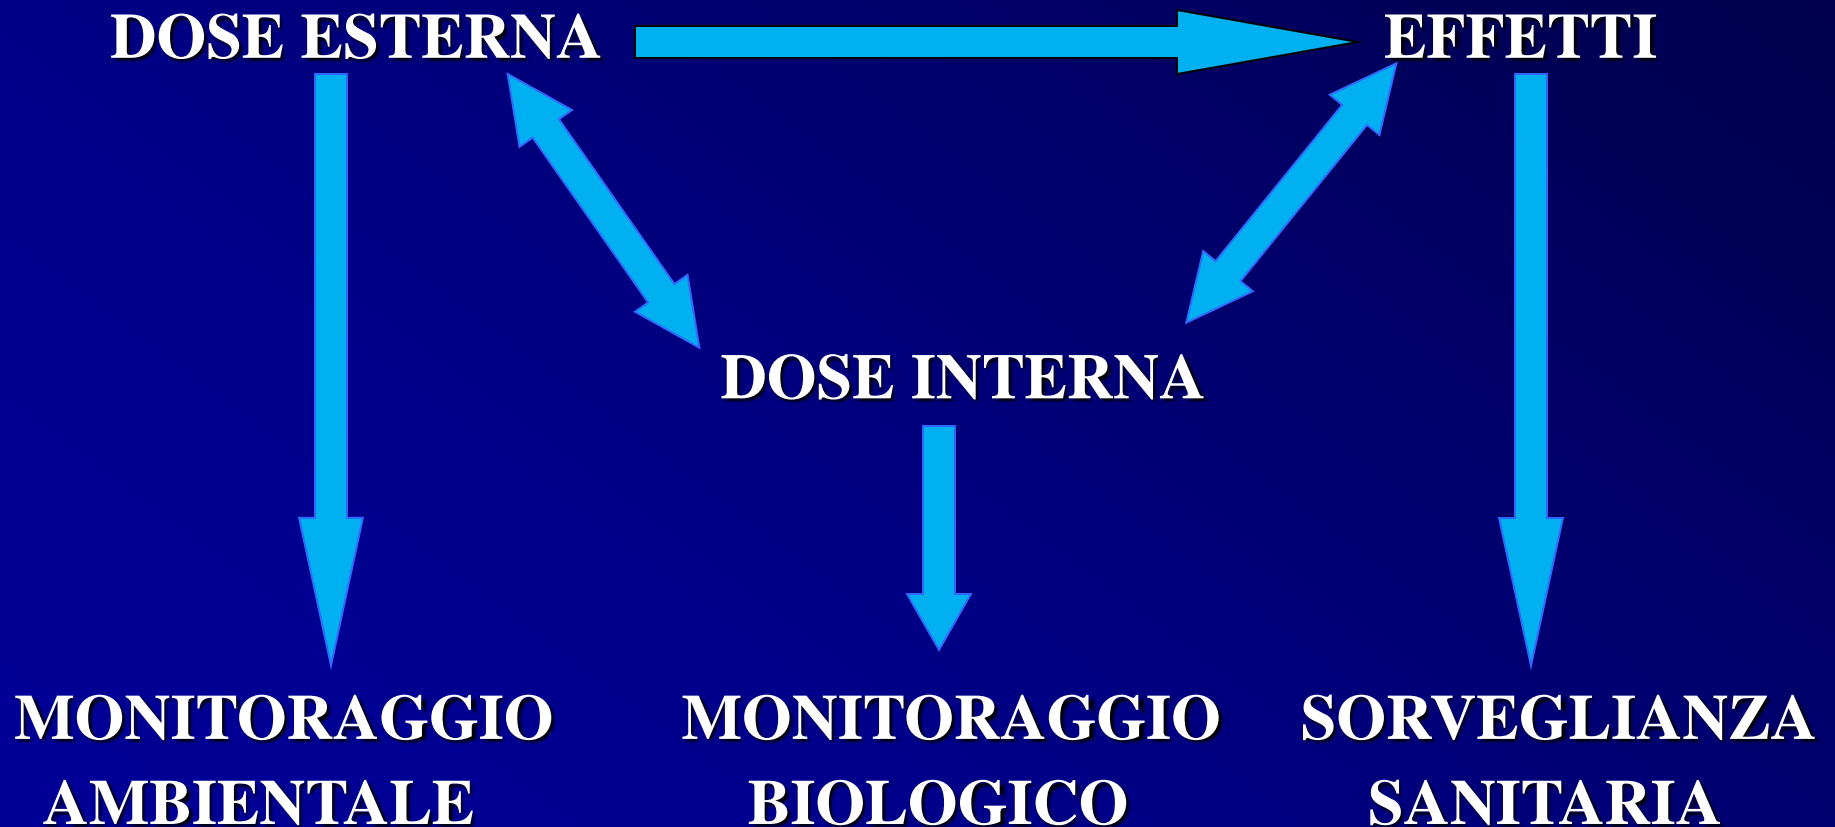 DOSE ESTERNA
EFFETTI
DOSE INTERNA
MONITORAGGIO
AMBIENTALE
MONITORAGGIO
BIOLOGICO
SORVEGLIANZA
SANITARIA